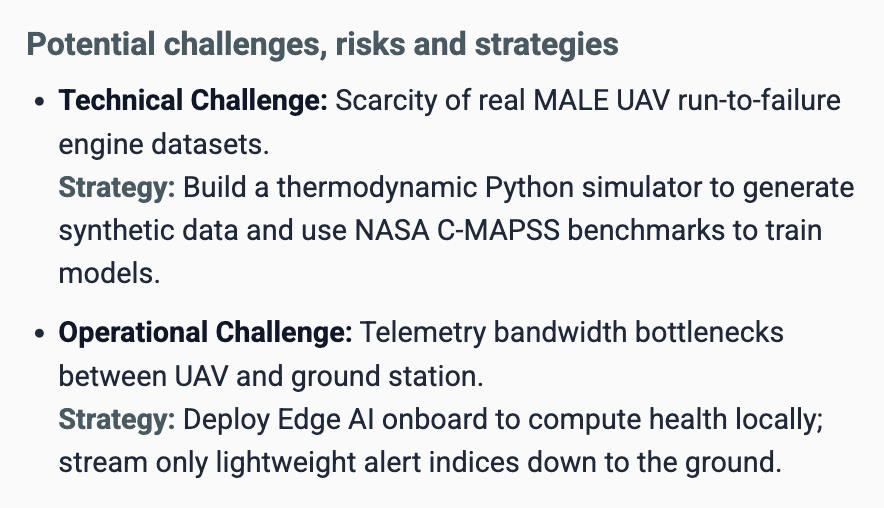 Potential challenges, risks and strategies
• Technical Challenge: Scarcity of real MALE UAV run-to-failure
engine datasets.
Strategy: Build a thermodynamic Python simulator to generate
synthetic data and use NASA C-MAPSS benchmarks to train
models.
• Operational Challenge: Telemetry bandwidth bottlenecks
between UAV and ground station.
Strategy: Deploy Edge AI onboard to compute health locally;
stream only lightweight alert indices down to the ground.